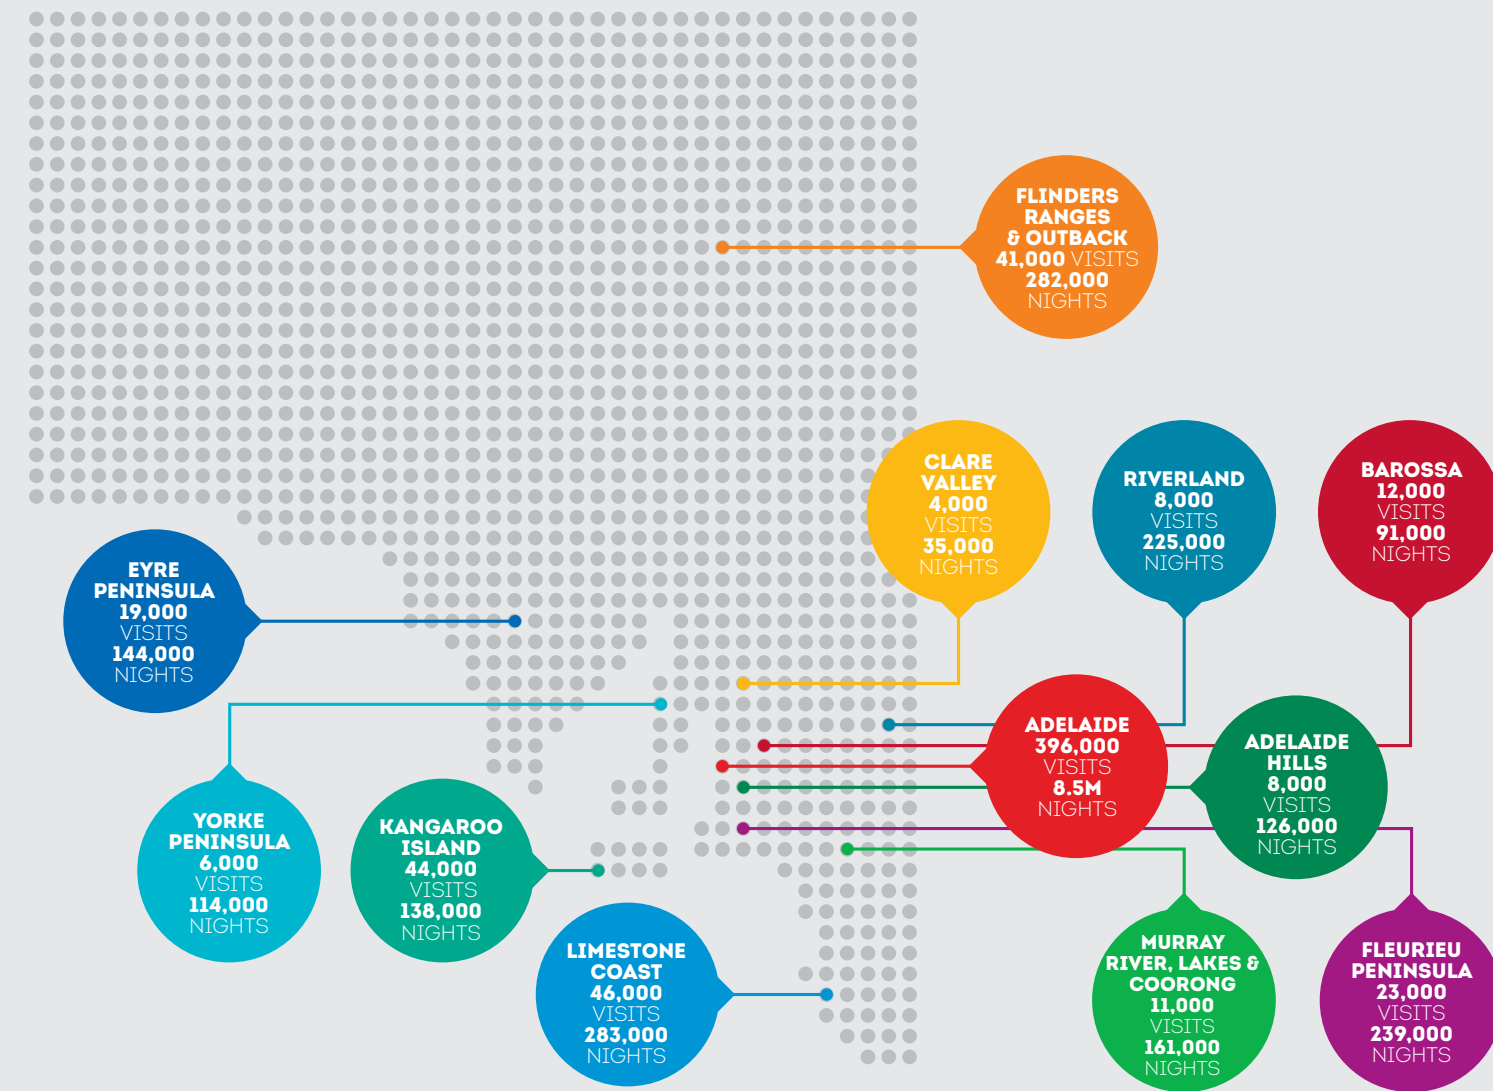 FLINDERS
RANGES
& OUTBACK
41,000 VISITS
282,000
NIGHTS
CLARE
VALLEY
4,000
VISITS
35,000
NIGHTS
RIVERLAND
8,000
VISITS
225,000
NIGHTS
BAROSSA
12,000
VISITS
91,000
NIGHTS
EYRE
PENINSULA
19,000
VISITS
144,000
NIGHTS
ADELAIDE
396,000
VISITS
8.5M
NIGHTS
ADELAIDE
HILLS
8,000
VISITS
126,000
NIGHTS
YORKE
PENINSULA
6,000
VISITS
114,000
NIGHTS
KANGAROO
ISLAND
44,000
VISITS
138,000
NIGHTS
LIMESTONE
COAST
46,000
VISITS
283,000
NIGHTS
MURRAY
RIVER, LAKES &
COORONG
11,000
VISITS
161,000
NIGHTS
FLEURIEU
PENINSULA
23,000
VISITS
239,000
NIGHTS